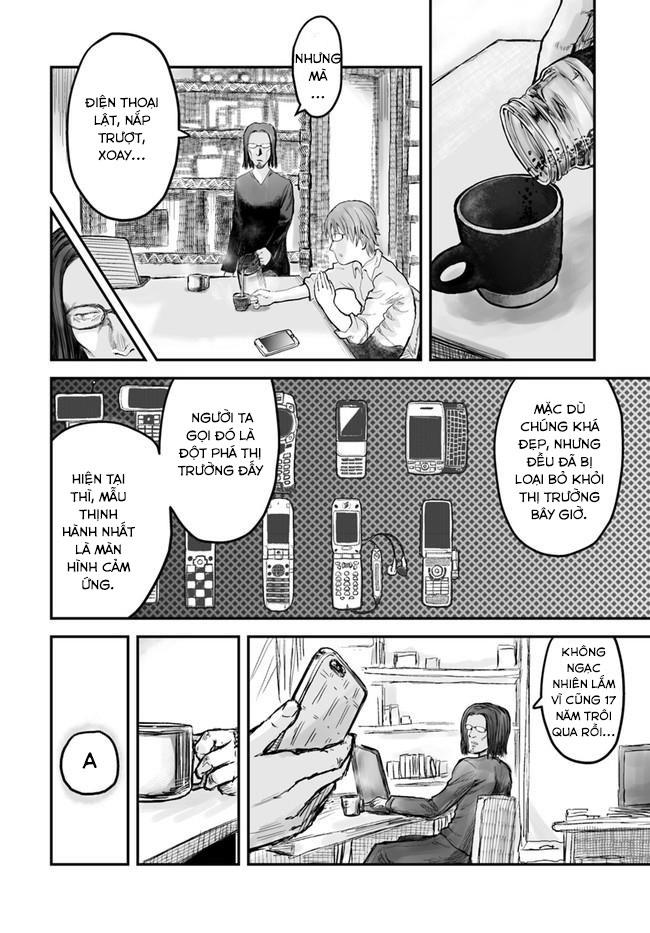 NHƯNG
MÀ
...
ĐIỆN THOẠI
LẬT, NẮP
TRƯỢT,
XOAY...
MẶC DÙ
CHÚNG KHÁ
ĐẸP, NHƯNG
ĐỀU ĐÃ BỊ
LOẠI BỎ KHỎI
THỊ TRƯỜNG
BÂY GIỜ.
NGƯỜI TA
GỌI ĐÓ LÀ
ĐỘT PHÁ THỊ
TRƯỜNG ĐẤY
HIỆN TẠI
THÌ, MẪU
THỊNH
HÀNH NHẤT
LÀ MÀN
HÌNH CẢM
ỨNG.
KHÔNG
NGẠC
NHIÊN LẮM
VÌ CŨNG 17
NĂM TRÔI
QUA RỒI...
A